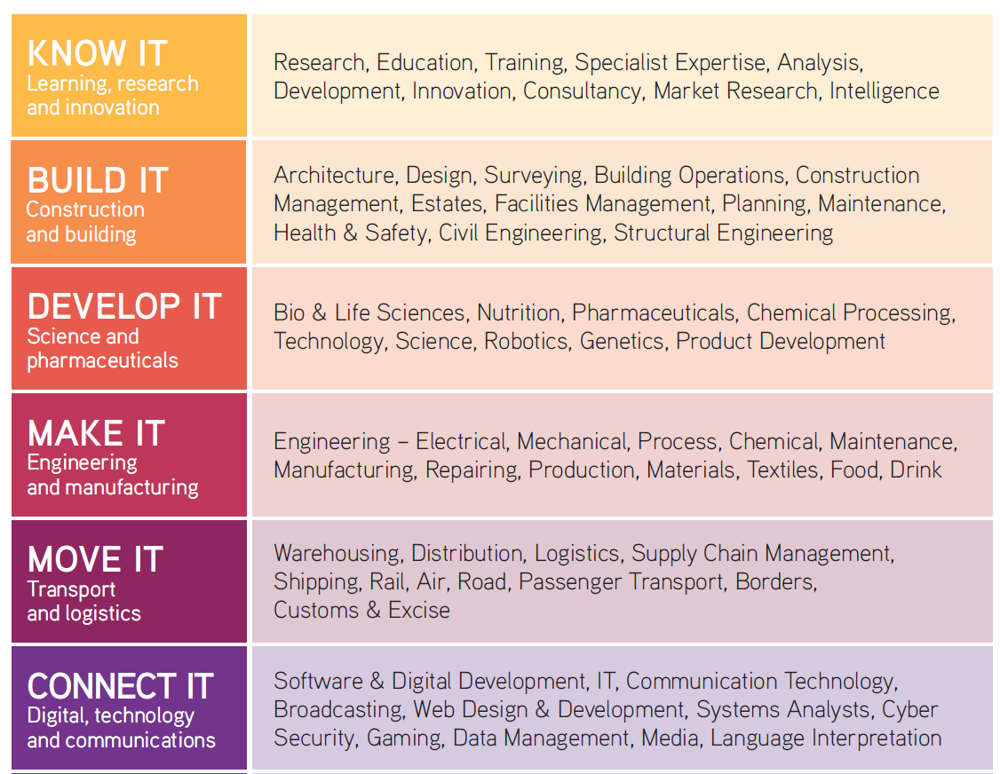 KNOW IT
Learning, research
and innovation
Research, Education, Training, Specialist Expertise, Analysis,
Development, Innovation, Consultancy, Market Research, Intelligence
BUILD IT
Construction
and building
Architecture, Design, Surveying, Building Operations, Construction
Management, Estates, Facilities Management, Planning, Maintenance,
Health & Safety, Civil Engineering, Structural Engineering
DEVELOP IT
Science and
pharmaceuticals
Bio & Life Sciences, Nutrition, Pharmaceuticals, Chemical Processing,
Technology, Science, Robotics, Genetics, Product Development
MAKE IT
Engineering
and manufacturing
Engineering – Electrical, Mechanical, Process, Chemical, Maintenance,
Manufacturing, Repairing, Production, Materials, Textiles, Food, Drink
MOVE IT
Transport
and logistics
Warehousing, Distribution, Logistics, Supply Chain Management,
Shipping, Rail, Air, Road, Passenger Transport, Borders,
Customs & Excise
CONNECT IT
Digital, technology
and communications
Software & Digital Development, IT, Communication Technology,
Broadcasting, Web Design & Development, Systems Analysts, Cyber
Security, Gaming, Data Management, Media, Language Interpretation